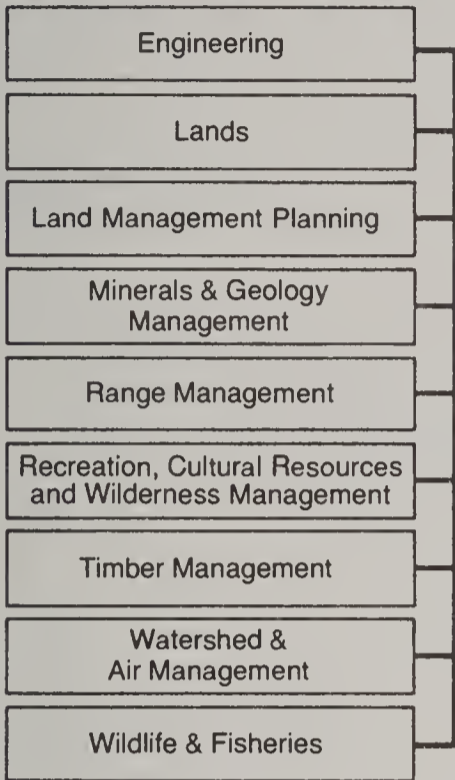 Engineering
Lands
Land Management Planning
Minerals & Geology
Management
Range Management
Recreation, Cultural Resources
and Wilderness Management
Timber Management
Watershed &
Air Management
Wildlife & Fisheries